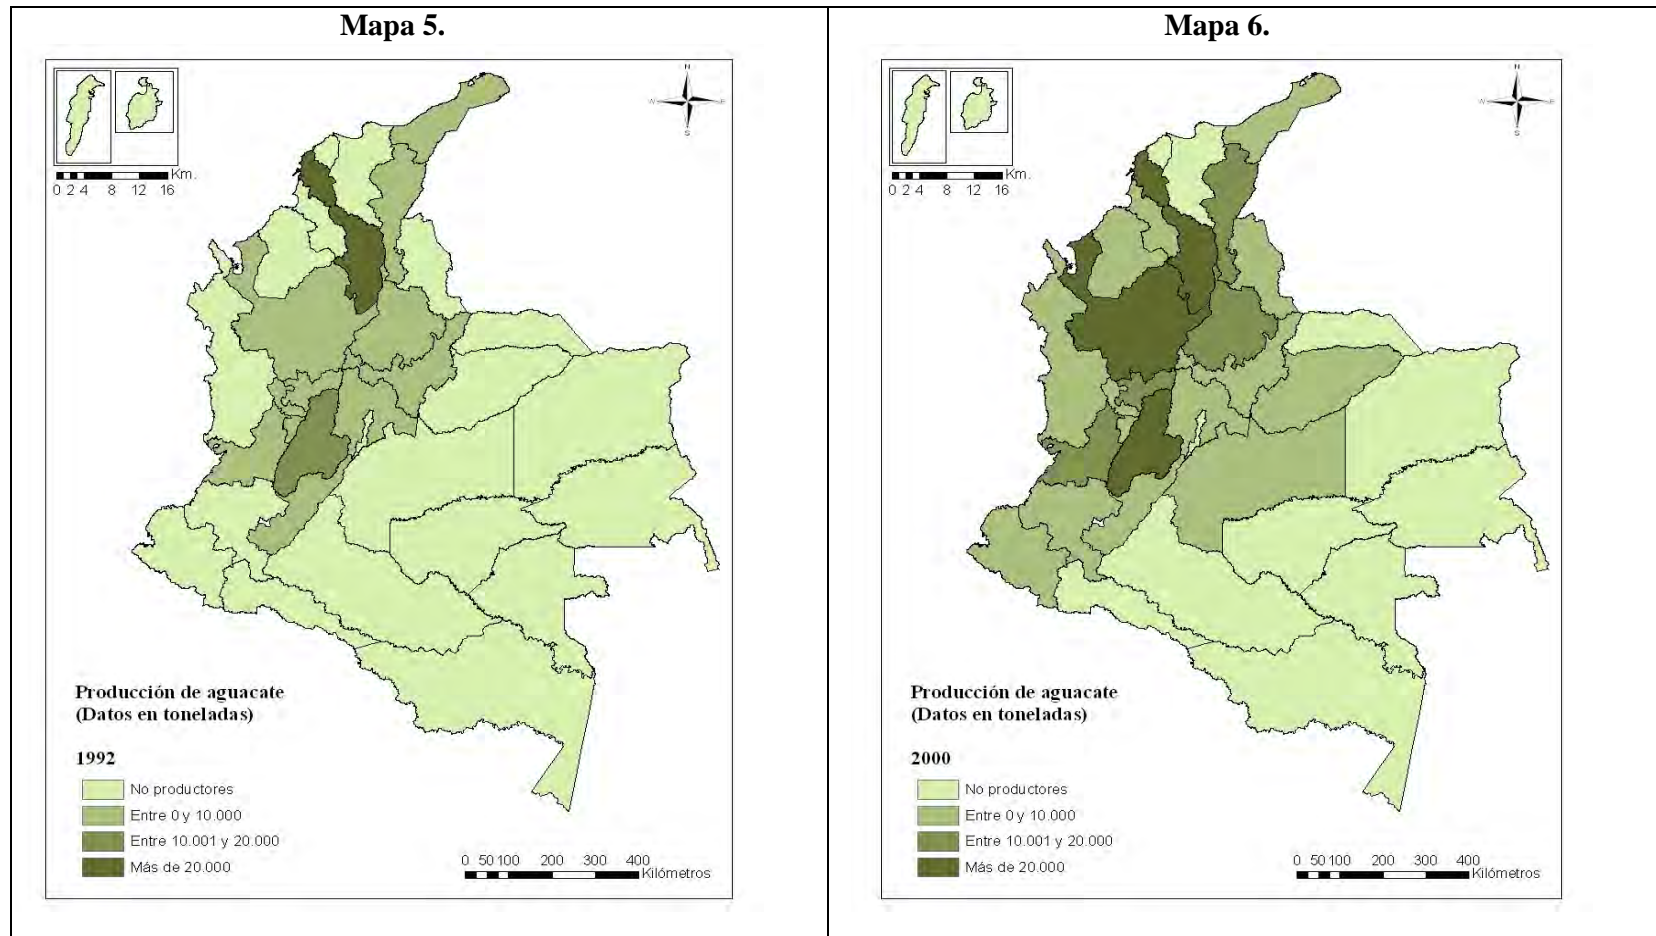 Mapa 5.
N
W E
S
Km.
0 2 4 8 12 16
Producción de aguacate
(Datos en toneladas)
1992
No productores
Entre 0 y 10.000
Entre 10.001 y 20.000
Más de 20.000
0 50 100 200 300 400
Kilómetros
Mapa 6.
N
W E
S
Km.
0 2 4 8 12 16
Producción de aguacate
(Datos en toneladas)
2000
No productores
Entre 0 y 10.000
Entre 10.001 y 20.000
Más de 20.000
0 50 100 200 300 400
Kilómetros